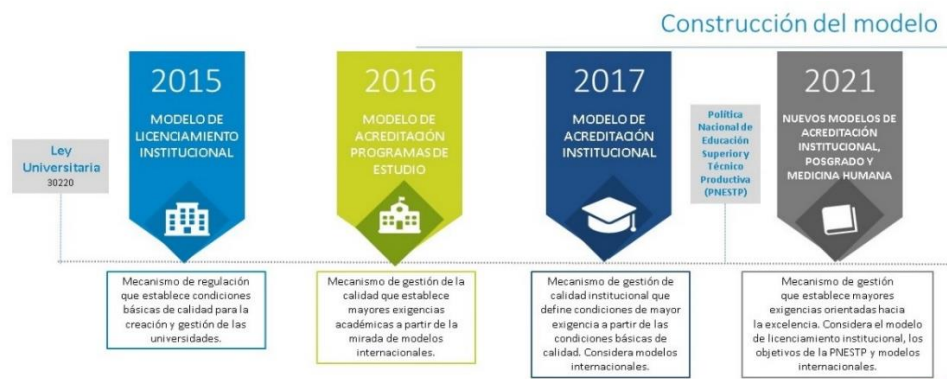 Construcción del modelo
Ley
Universitaria
30220
2015
MODELO DE
LICENCIAMIENTO
INSTITUCIONAL
Mecanismo de regulación
que establece condiciones
básicas de calidad para la
creación y gestión de las
universidades.
2016
MODELO DE
ACREDITACIÓN
PROGRAMAS DE
ESTUDIO
Mecanismo de gestión de la
calidad que establece
mayores exigencias
académicas a partir de la
mirada de modelos
internacionales.
2017
MODELO DE
ACREDITACIÓN
INSTITUCIONAL
Mecanismo de gestión de
calidad institucional que
define condiciones de mayor
exigencia a partir de las
condiciones básicas de
calidad. Considera modelos
internacionales.
Política
Nacional de
Educación
Superior y
Técnico
Productiva
(PNESTP)
2021
NUEVOS MODELOS DE
ACREDITACIÓN
INSTITUCIONAL,
POSGRADO Y
MEDICINA HUMANA
Mecanismo de gestión
que establece mayores
exigencias orientadas hacia
la excelencia. Considera el modelo
de licenciamiento institucional, los
objetivos de la PNESTP y modelos
internacionales.